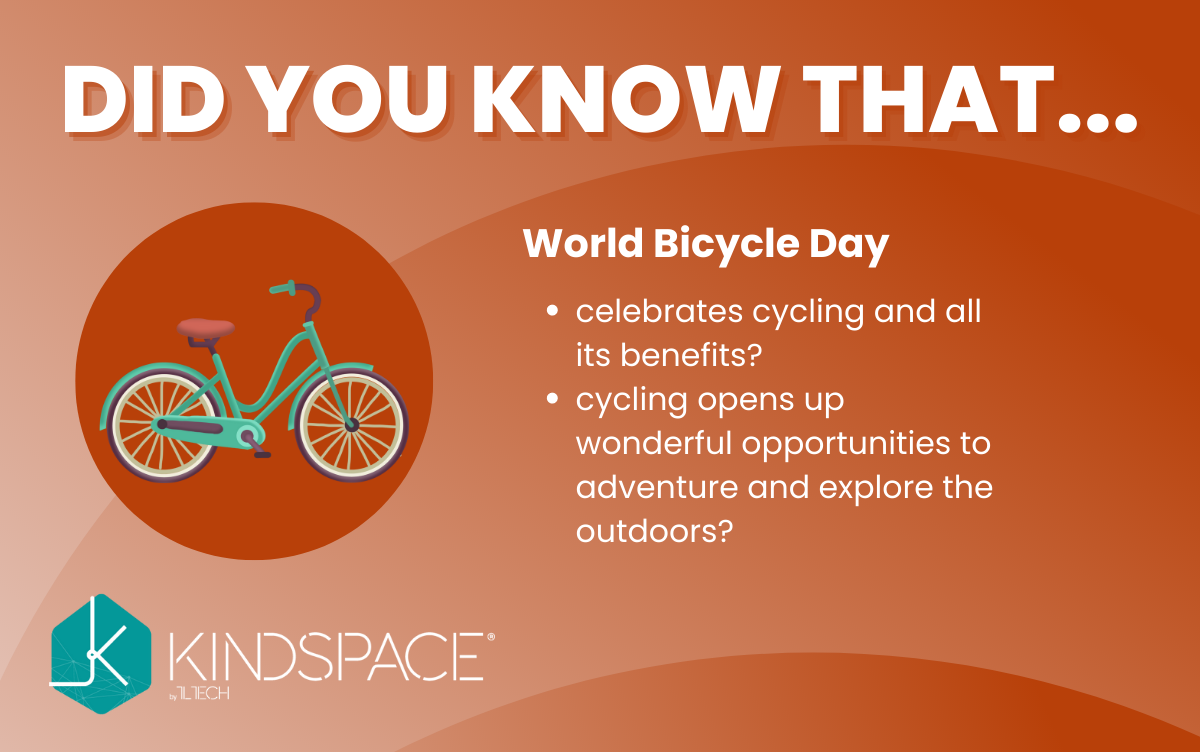 DID YOU KNOW THAT...
World Bicycle Day
• celebrates cycling and all
its benefits?
• cycling opens up
wonderful opportunities to
adventure and explore the
outdoors?
KINDSPACE®
by TLTECH